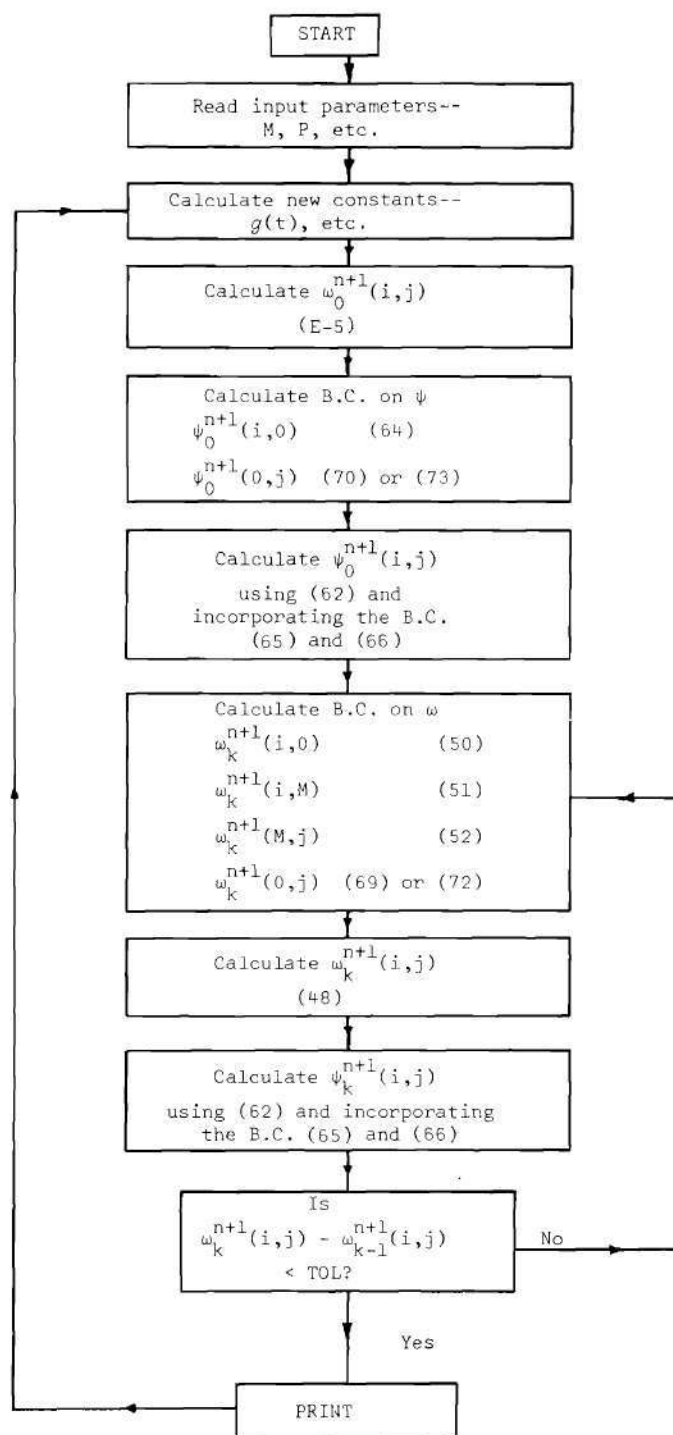 START
Read input parameters--
M, P, etc.
Calculate new constants--
g(t), etc.
Calculate ω₀ⁿ⁺¹(i,j)
(E-5)
Calculate B.C. on ψ
ψ₀ⁿ⁺¹(i,0) (64)
ψ₀ⁿ⁺¹(0,j) (70) or (73)
Calculate ψ₀ⁿ⁺¹(i,j)
using (62) and
incorporating the B.C.
(65) and (66)
Calculate B.C. on ω
ωₖⁿ⁺¹(i,0) (50)
ωₖⁿ⁺¹(i,M) (51)
ωₖⁿ⁺¹(M,j) (52)
ωₖⁿ⁺¹(0,j) (69) or (72)
Calculate ωₖⁿ⁺¹(i,j)
(48)
Calculate ψₖⁿ⁺¹(i,j)
using (62) and incorporating
the B.C. (65) and (66)
Is
ωₖⁿ⁺¹(i,j) - ωₖ₋₁ⁿ⁺¹(i,j)
< TOL?
No
Yes
PRINT